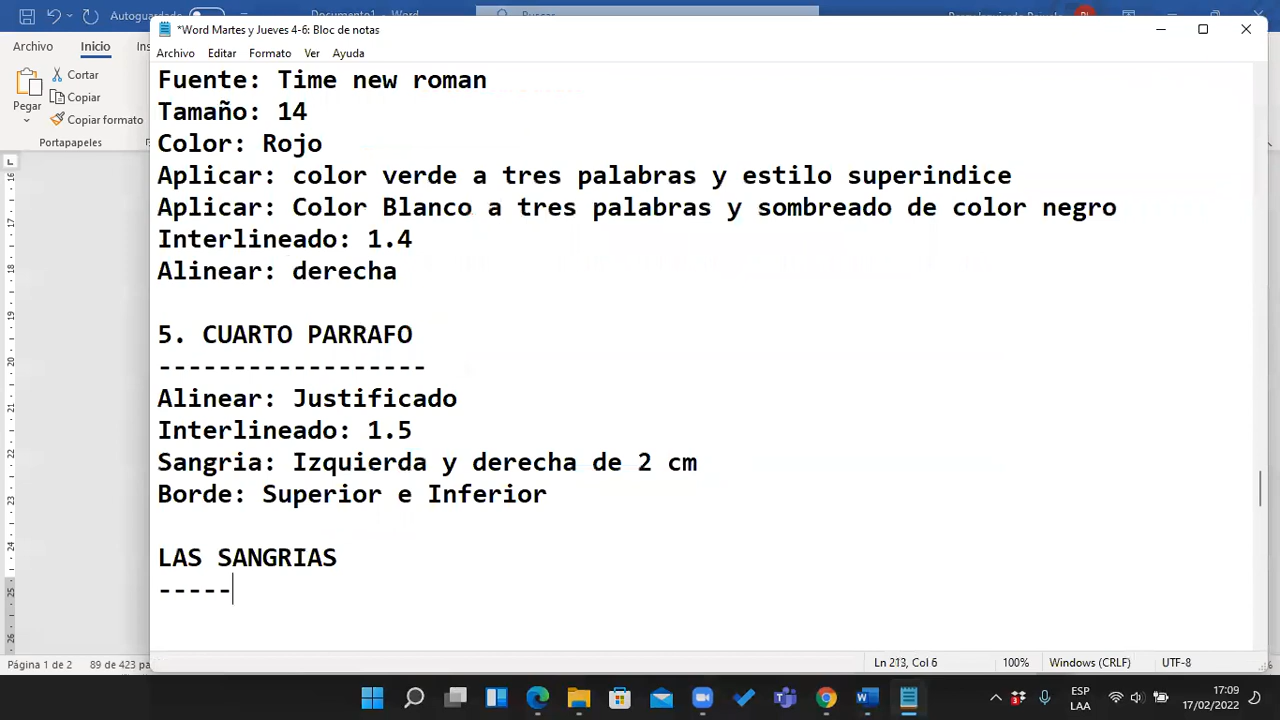 *Word Martes y Jueves 4-6: Bloc de notas
Archivo Inicio
Archivo Editar Formato Ver Ayuda
Pegar
Cortar
Copiar
Copiar formato
Portapapeles
Fuente: Time new roman
Tamaño: 14
Color: Rojo
Aplicar: color verde a tres palabras y estilo superindice
Aplicar: Color Blanco a tres palabras y sombreado de color negro
Interlineado: 1.4
Alinear: derecha
5. CUARTO PARRAFO
------------------
Alinear: Justificado
Interlineado: 1.5
Sangria: Izquierda y derecha de 2 cm
Borde: Superior e Inferior
LAS SANGRIAS
-----
Página 1 de 2 89 de 423
Ln 213, Col 6 100% Windows (CRLF) UTF-8
ESP
LAA
17:09
17/02/2022